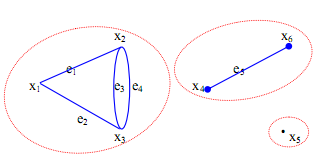 x₂
e₁
x₁
e₃
e₄
e₂
x₃
x₆
e₅
x₄
x₅